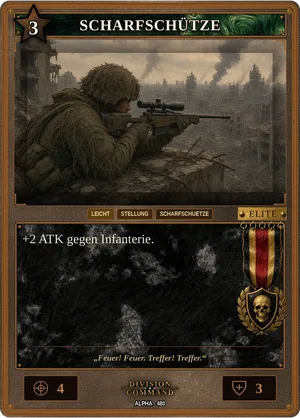 3
SCHARFSCHÜTZE
LEICHT STELLUNG SCHARFSCHUETZE
ELITE
+2 ATK gegen Infanterie.
„Feuer! Feuer. Treffer! Treffer.“
4
DIVISION
COMMAND
ALPHA - 480
3